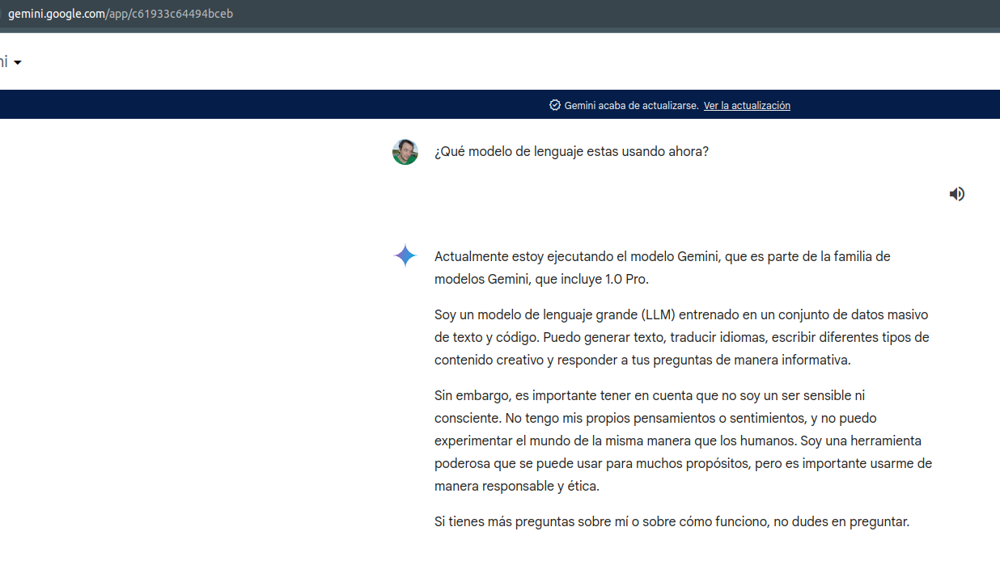 gemini.google.com/app/c61933c64494bceb
ni
Gemini acaba de actualizarse. Ver la actualización
¿Qué modelo de lenguaje estas usando ahora?
Actualmente estoy ejecutando el modelo Gemini, que es parte de la familia de
modelos Gemini, que incluye 1.0 Pro.
Soy un modelo de lenguaje grande (LLM) entrenado en un conjunto de datos masivo
de texto y código. Puedo generar texto, traducir idiomas, escribir diferentes tipos de
contenido creativo y responder a tus preguntas de manera informativa.
Sin embargo, es importante tener en cuenta que no soy un ser sensible ni
consciente. No tengo mis propios pensamientos o sentimientos, y no puedo
experimentar el mundo de la misma manera que los humanos. Soy una herramienta
poderosa que se puede usar para muchos propósitos, pero es importante usarme de
manera responsable y ética.
Si tienes más preguntas sobre mí o sobre cómo funciono, no dudes en preguntar.